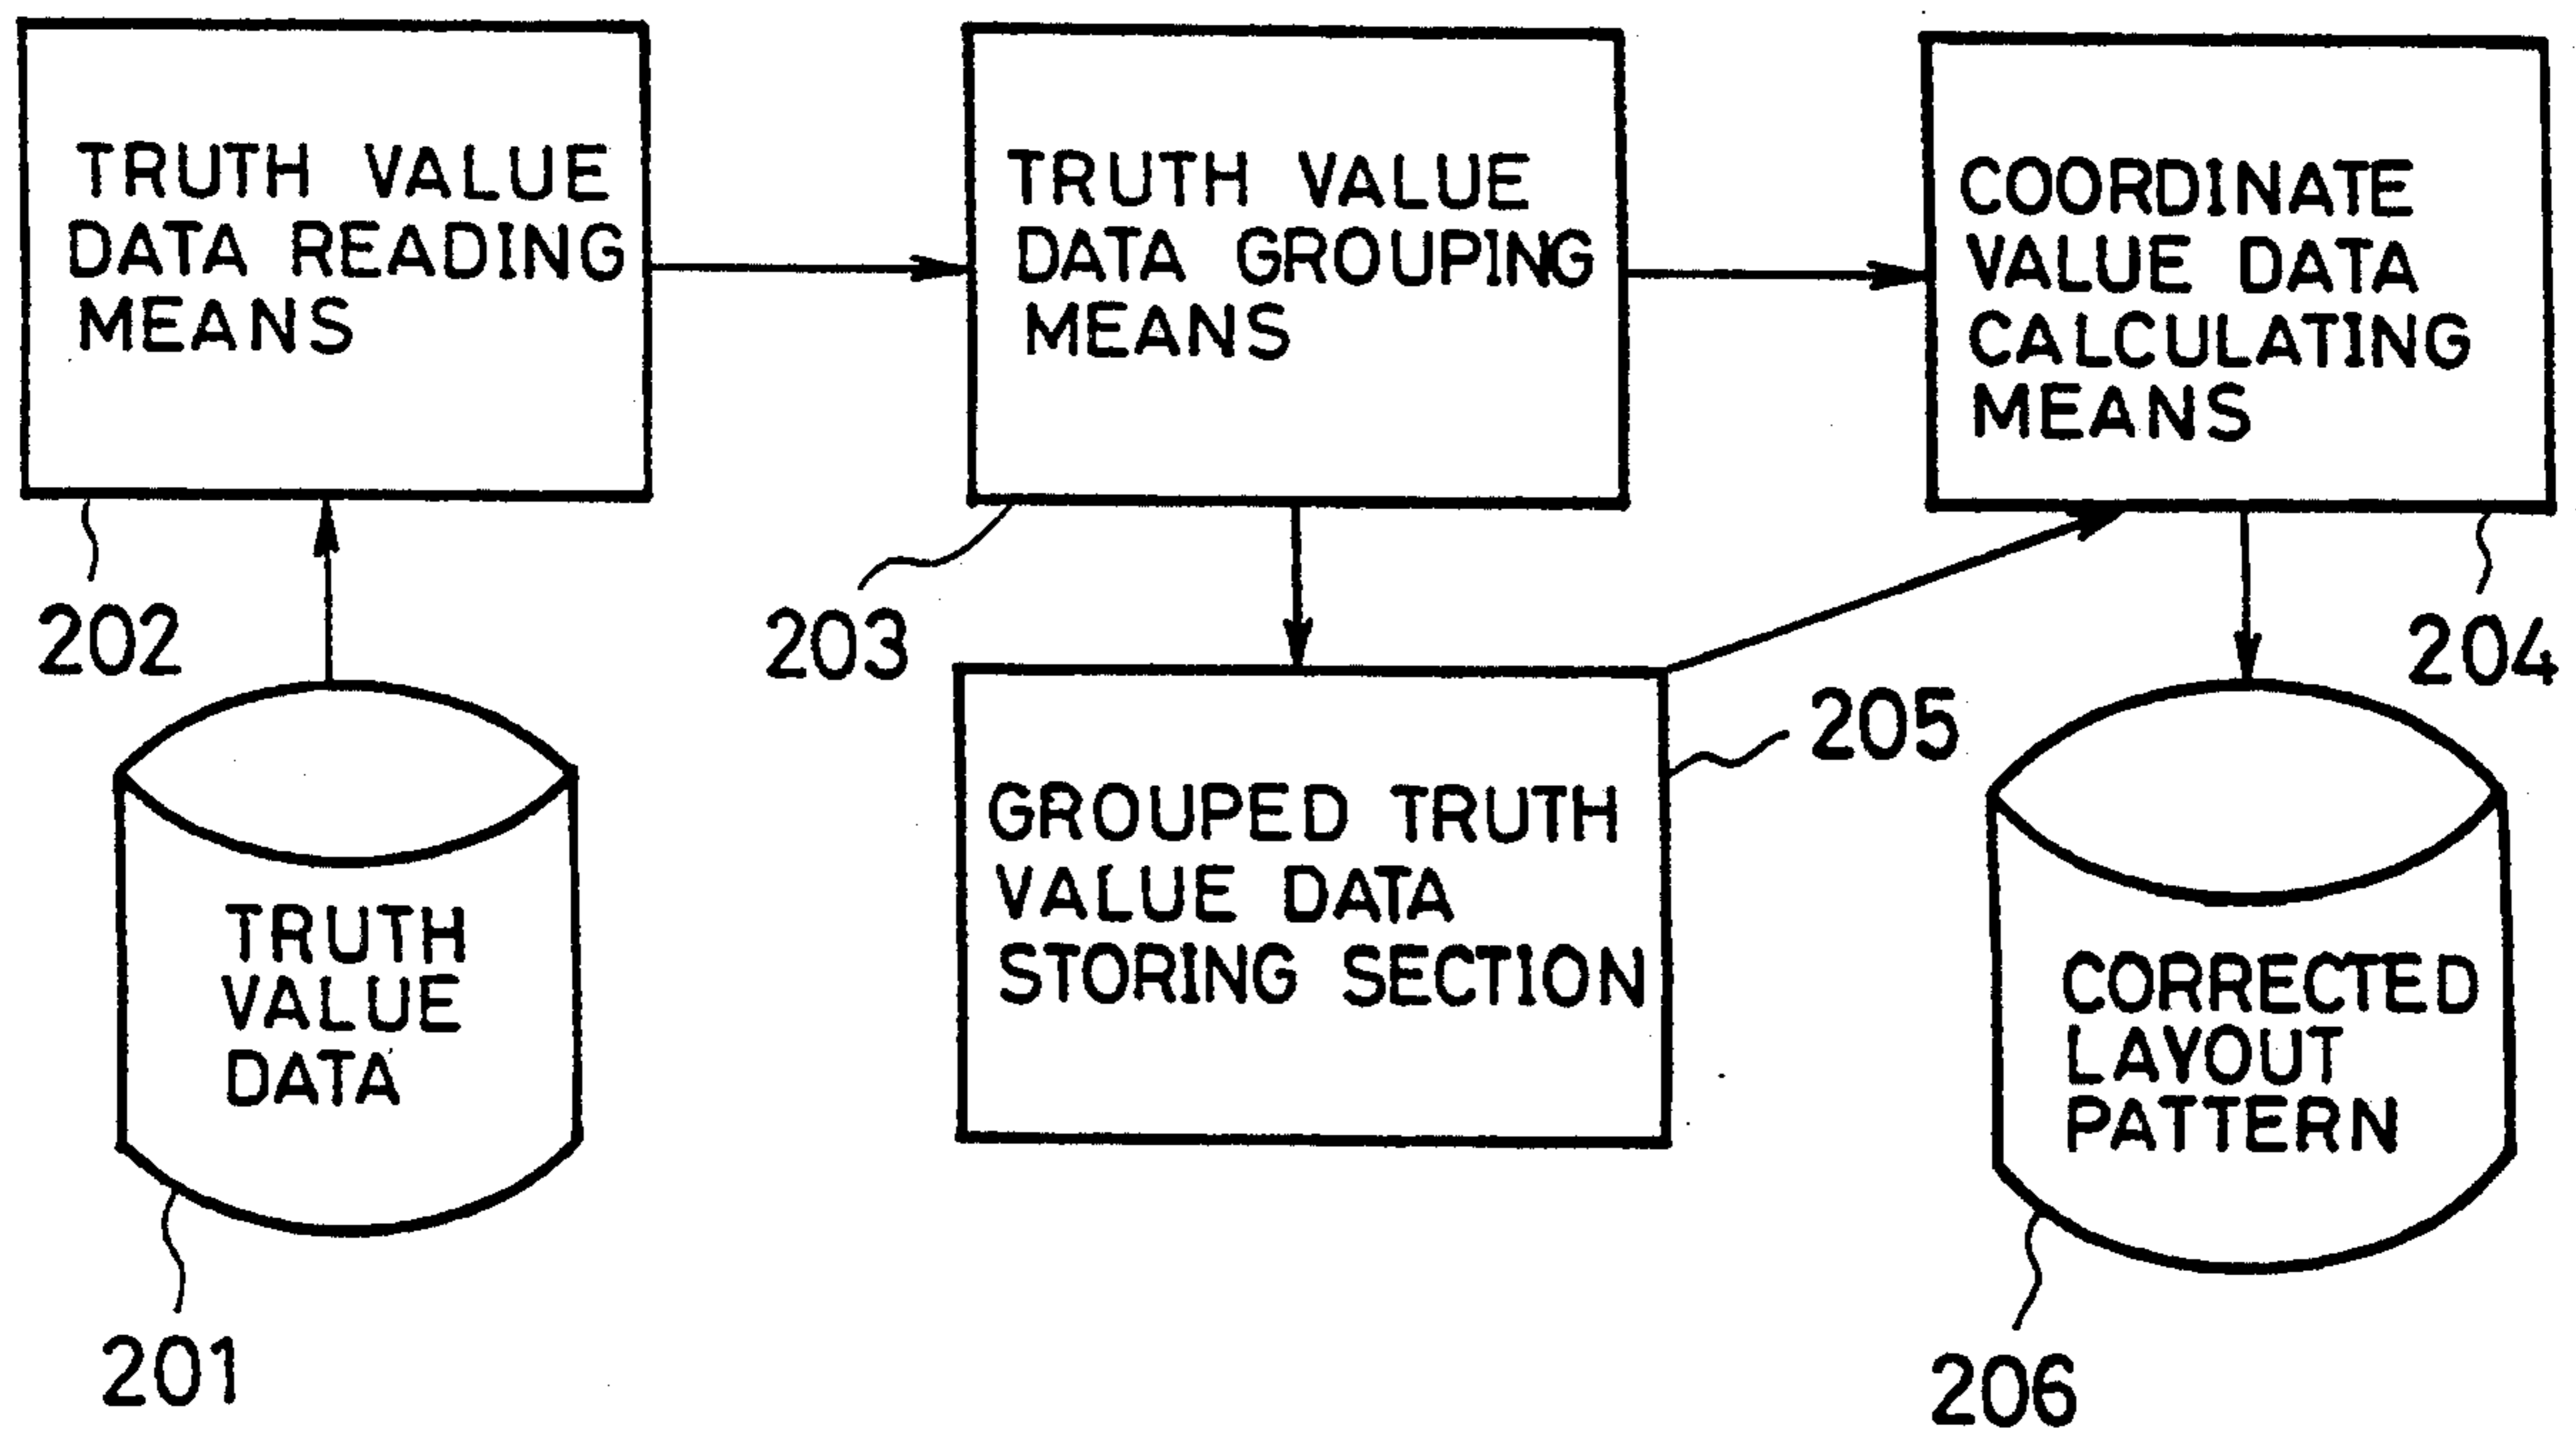 TRUTH VALUE
DATA READING
MEANS
TRUTH VALUE
DATA GROUPING
MEANS
COORDINATE
VALUE DATA
CALCULATING
MEANS
202
203
204
205
GROUPED TRUTH
VALUE DATA
STORING SECTION
TRUTH
VALUE
DATA
CORRECTED
LAYOUT
PATTERN
201
206